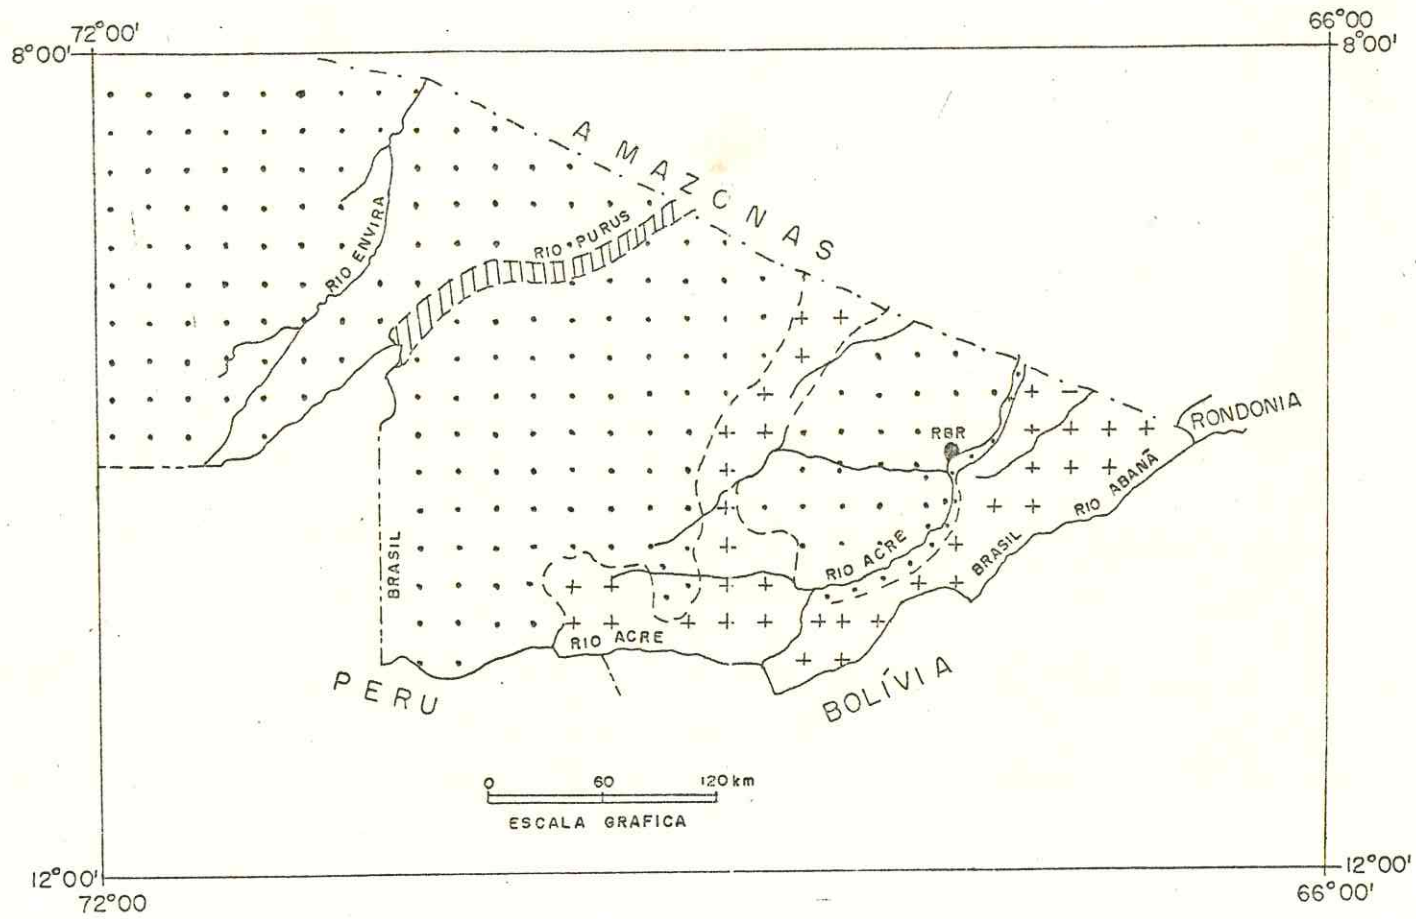 72°00'
66°00
8°00'
8°00'
AMAZONAS
RIO PURUS
RIO ENVIRA
RONDONIA
RBR
RIO ABANÃ
BRASIL
RIO ACRE
BRASIL
RIO ACRE
PERU
BOLÍVIA
0 60 120 km
ESCALA GRAFICA
12°00'
12°00'
72°00
66°00'